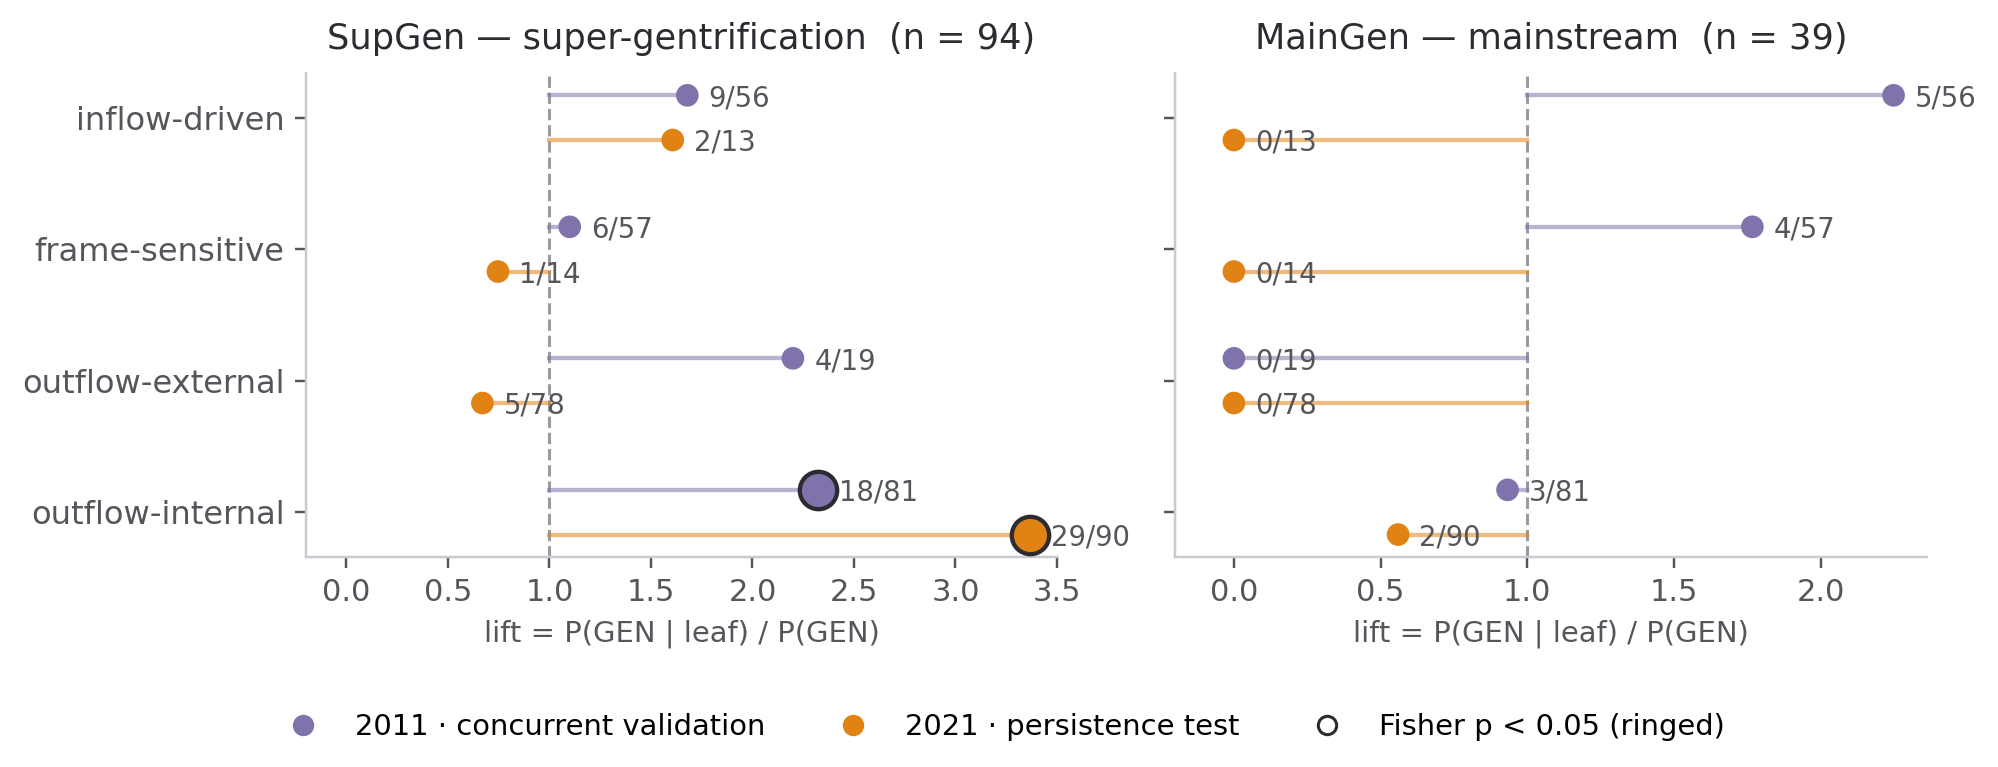 SupGen — super-gentrification (n = 94)
MainGen — mainstream (n = 39)
inflow-driven
9/56
2/13
5/56
0/13
frame-sensitive
6/57
1/14
4/57
0/14
outflow-external
4/19
5/78
0/19
0/78
outflow-internal
18/81
29/90
3/81
2/90
0.0 0.5 1.0 1.5 2.0 2.5 3.0 3.5
0.0 0.5 1.0 1.5 2.0
lift = P(GEN | leaf) / P(GEN)
lift = P(GEN | leaf) / P(GEN)
2011 · concurrent validation
2021 · persistence test
Fisher p < 0.05 (ringed)